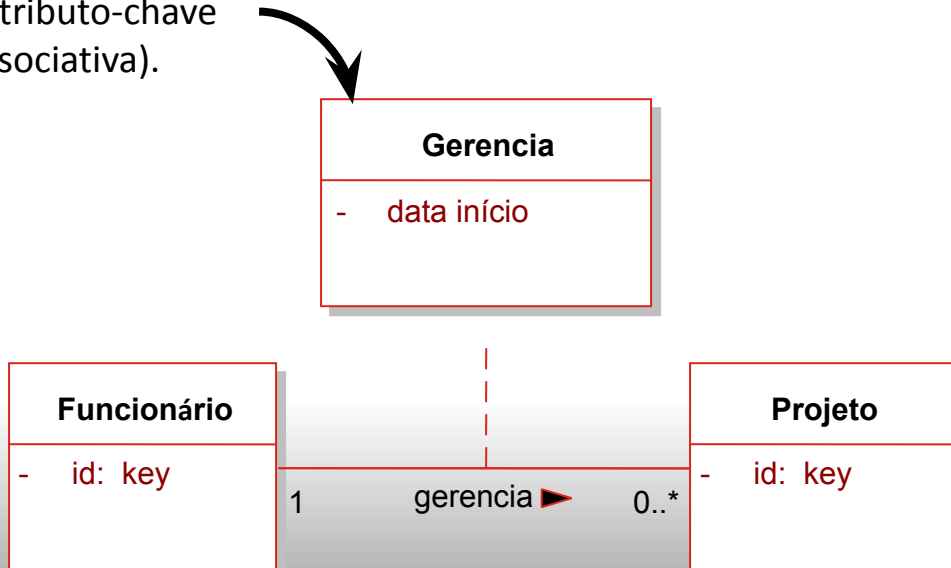 tributo-chave
sociativa).
Gerencia
- data início
Funcionário
- id: key
Projeto
- id: key
1 gerencia 0..*